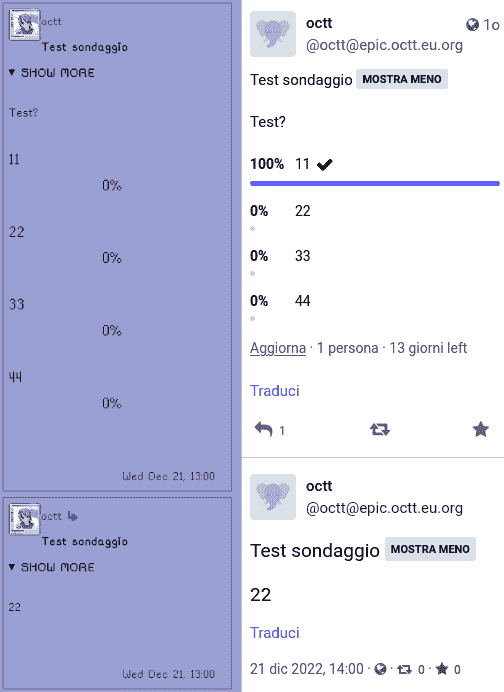 octt
Test sondaggio
▼ SHOW MORE
Test?
11
0%
22
0%
33
0%
44
0%
Wed Dec 21, 13:00
octt
Test sondaggio
▼ SHOW MORE
22
Wed Dec 21, 13:00
octt
1o
@octt@epic.octt.eu.org
Test sondaggio MOSTRA MENO
Test?
100% 11
0% 22
0% 33
0% 44
Aggiorna · 1 persona · 13 giorni left
Traduci
1
octt
@octt@epic.octt.eu.org
Test sondaggio MOSTRA MENO
22
Traduci
21 dic 2022, 14:00 · · 0 · 0